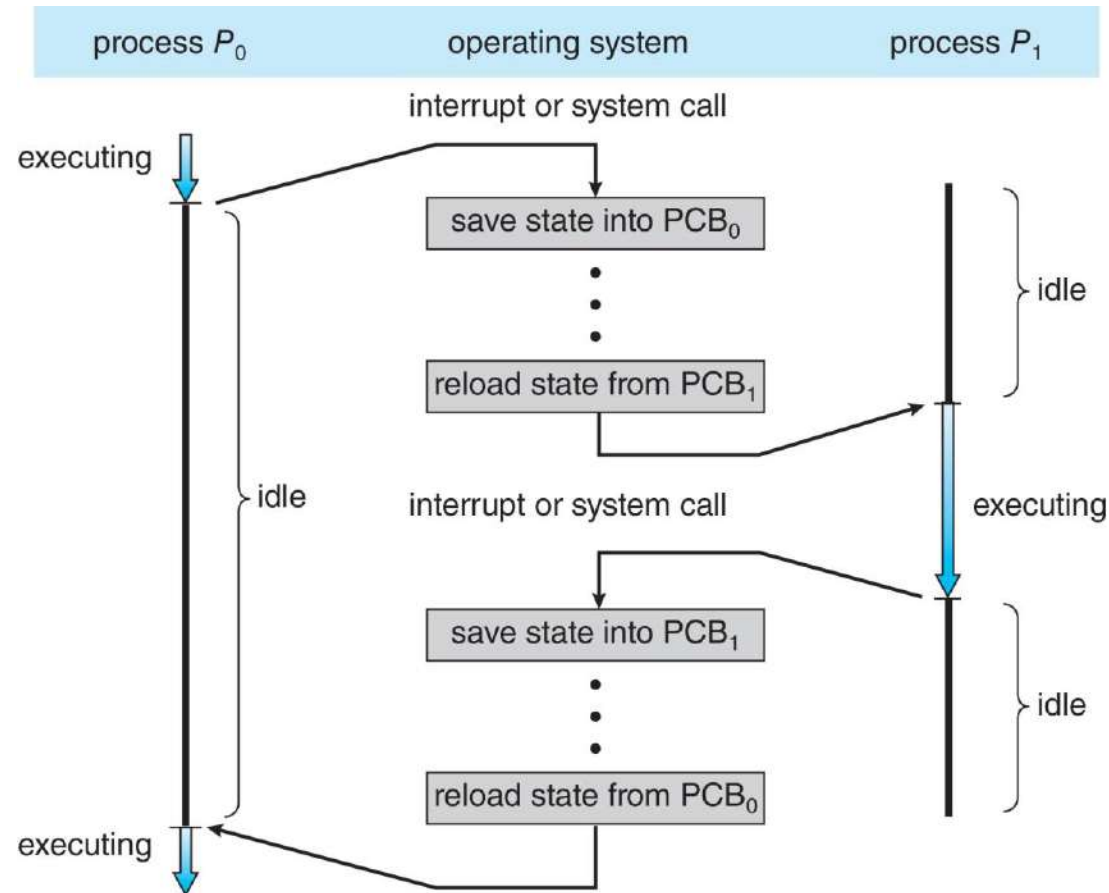 process P₀
operating system
process P₁
interrupt or system call
executing
save state into PCB₀
idle
reload state from PCB₁
idle
interrupt or system call
executing
save state into PCB₁
idle
reload state from PCB₀
executing